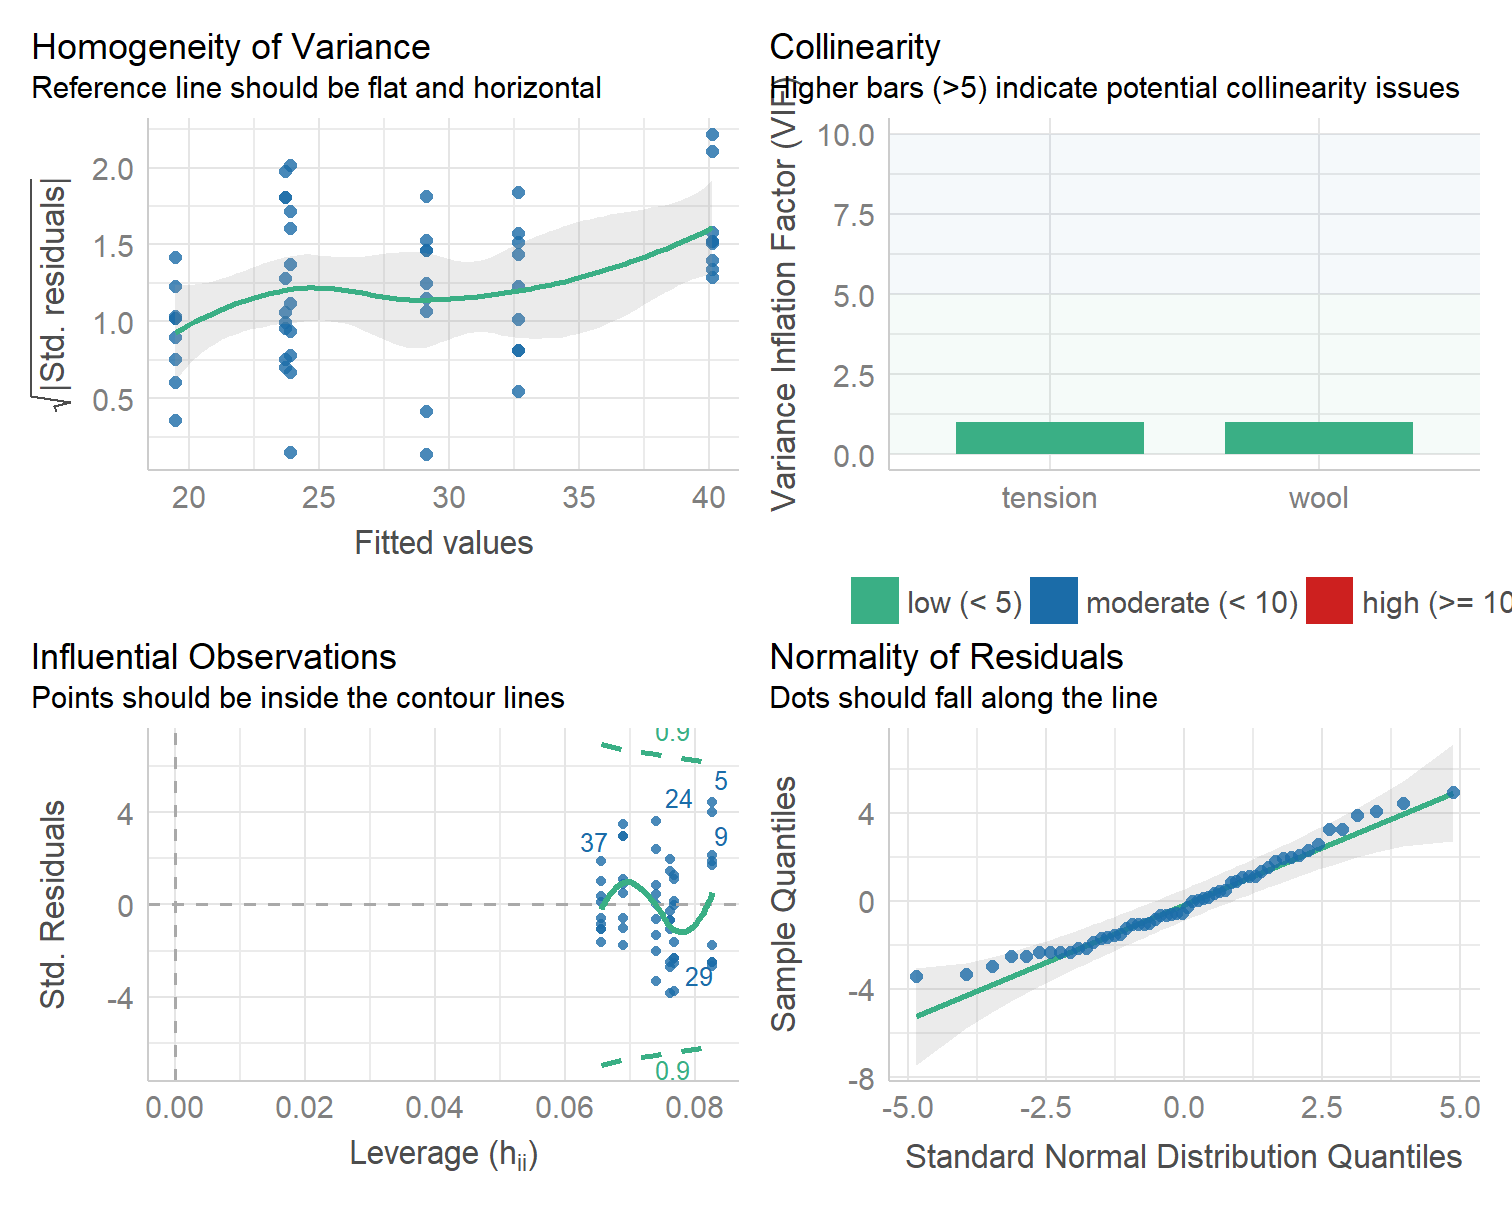 Homogeneity of Variance
Reference line should be flat and horizontal
√|Std. residuals|
2.0
1.5
1.0
0.5
20 25 30 35 40
Fitted values
Collinearity
Higher bars (>5) indicate potential collinearity issues
Variance Inflation Factor (VIF)
10.0
7.5
5.0
2.5
0.0
tension wool
low (< 5) moderate (< 10) high (>= 10
Influential Observations
Points should be inside the contour lines
Std. Residuals
4
0
-4
0.9
5
24
9
37
29
0.9
0.00 0.02 0.04 0.06 0.08
Leverage (hii)
Normality of Residuals
Dots should fall along the line
Sample Quantiles
4
0
-4
-8
-5.0 -2.5 0.0 2.5 5.0
Standard Normal Distribution Quantiles